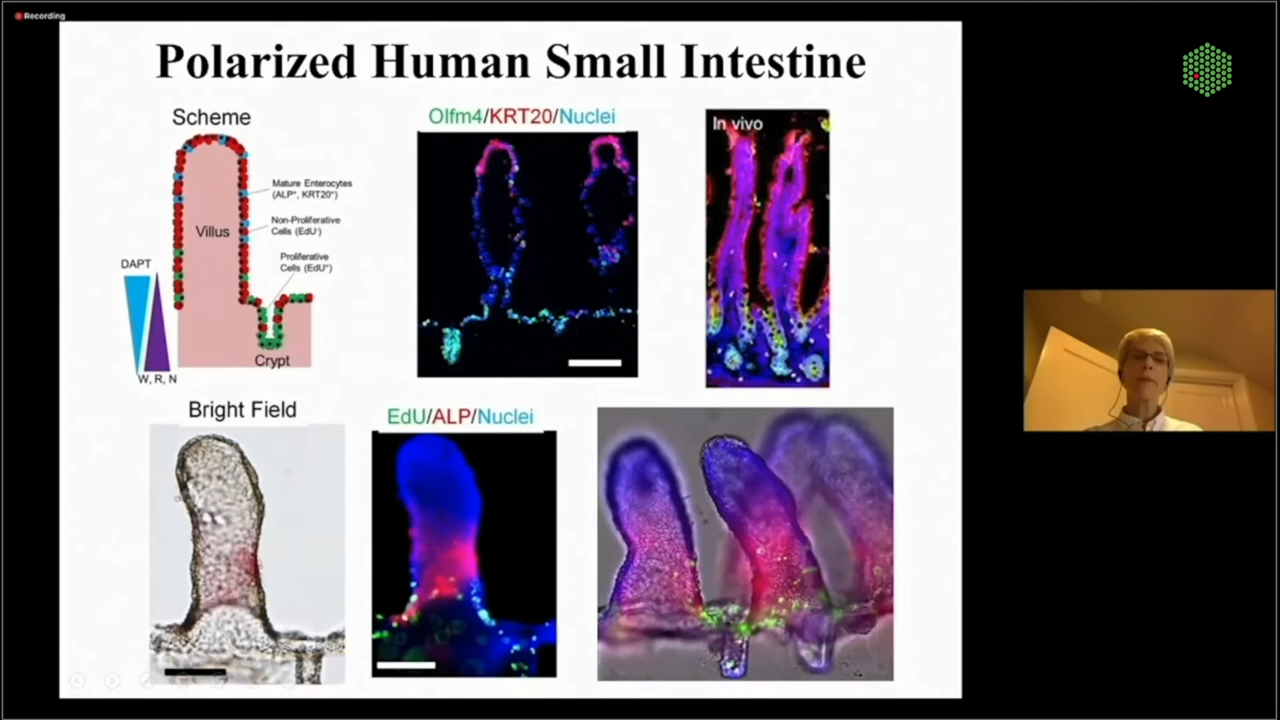 Recording
Polarized Human Small Intestine
Scheme
Olfm4/KRT20/Nuclei
In vivo
Mature Enterocytes
(ALP⁺, KRT20⁺)
Non-Proliferative
Cells (EdU⁻)
Villus
Proliferative
Cells (EdU⁺)
DAPT
Crypt
W, R, N
Bright Field
EdU/ALP/Nuclei